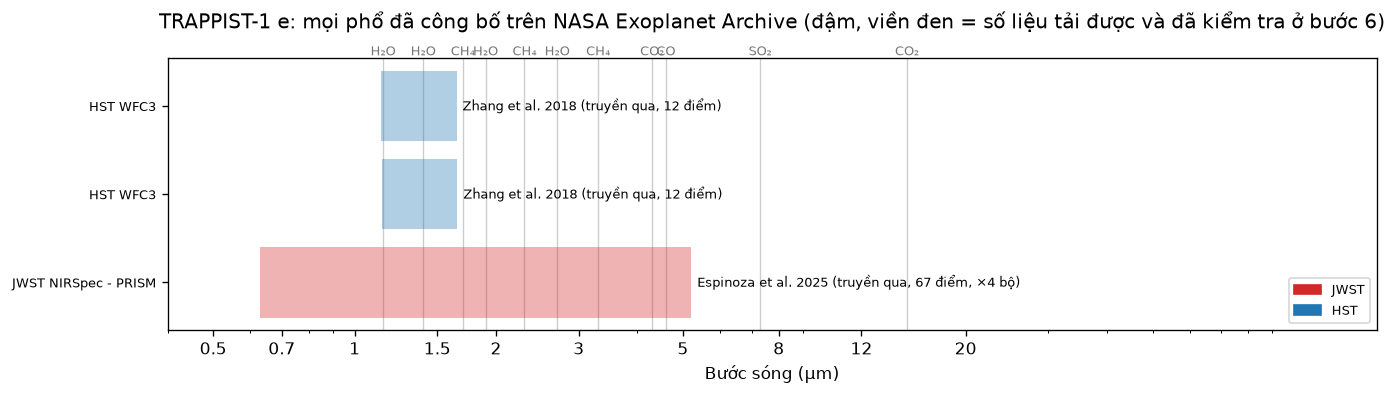 TRAPPIST-1 e: mọi phổ đã công bố trên NASA Exoplanet Archive (đậm, viền đen = số liệu tải được và đã kiểm tra ở bước 6)
H₂O H₂O CH₄ H₂O CH₄ H₂O CH₄ CO₂ CO SO₂ CO₂
HST WFC3 Zhang et al. 2018 (truyền qua, 12 điểm)
HST WFC3 Zhang et al. 2018 (truyền qua, 12 điểm)
JWST NIRSpec - PRISM Espinoza et al. 2025 (truyền qua, 67 điểm, ×4 bộ)
JWST
HST
0.5 0.7 1 1.5 2 3 5 8 12 20
Bước sóng (μm)